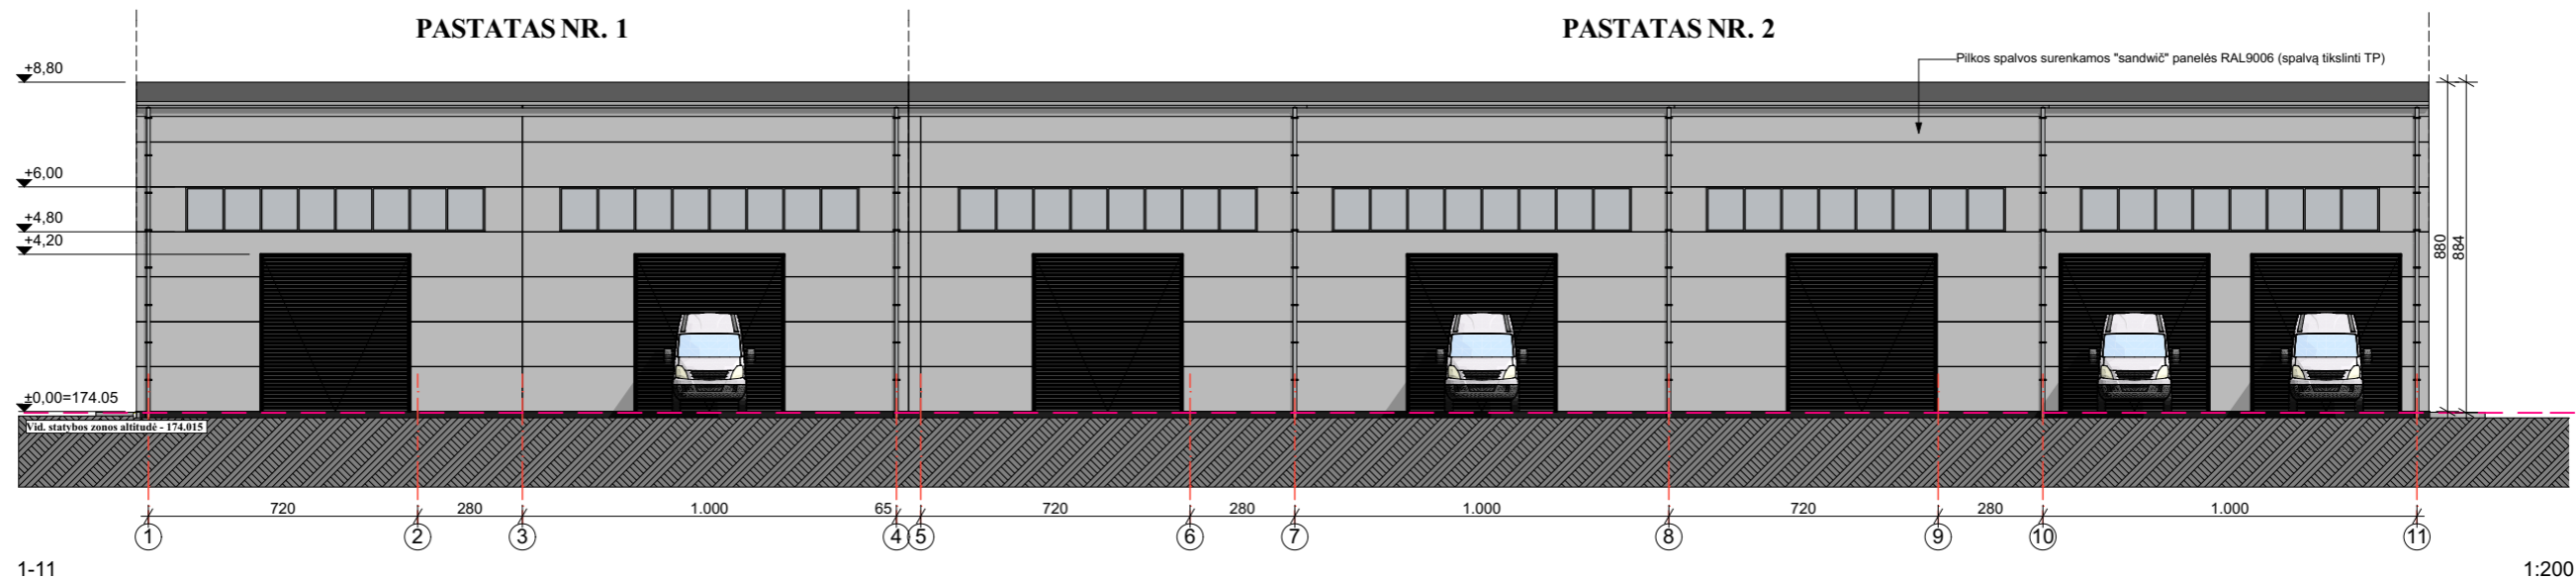 PASTATAS NR. 1
PASTATAS NR. 2
+8,80
Pilkos spalvos surenkamos "sandwič" panelės RAL9006 (spalvą tikslinti TP)
+6,00
+4,80
+4,20
880
884
±0,00=174.05
Vid. statybos zonos altitudė - 174.015
720 280 1.000 65 720 280 1.000 720 280 1.000
1 2 3 4 5 6 7 8 9 10 11
1-11
1:200